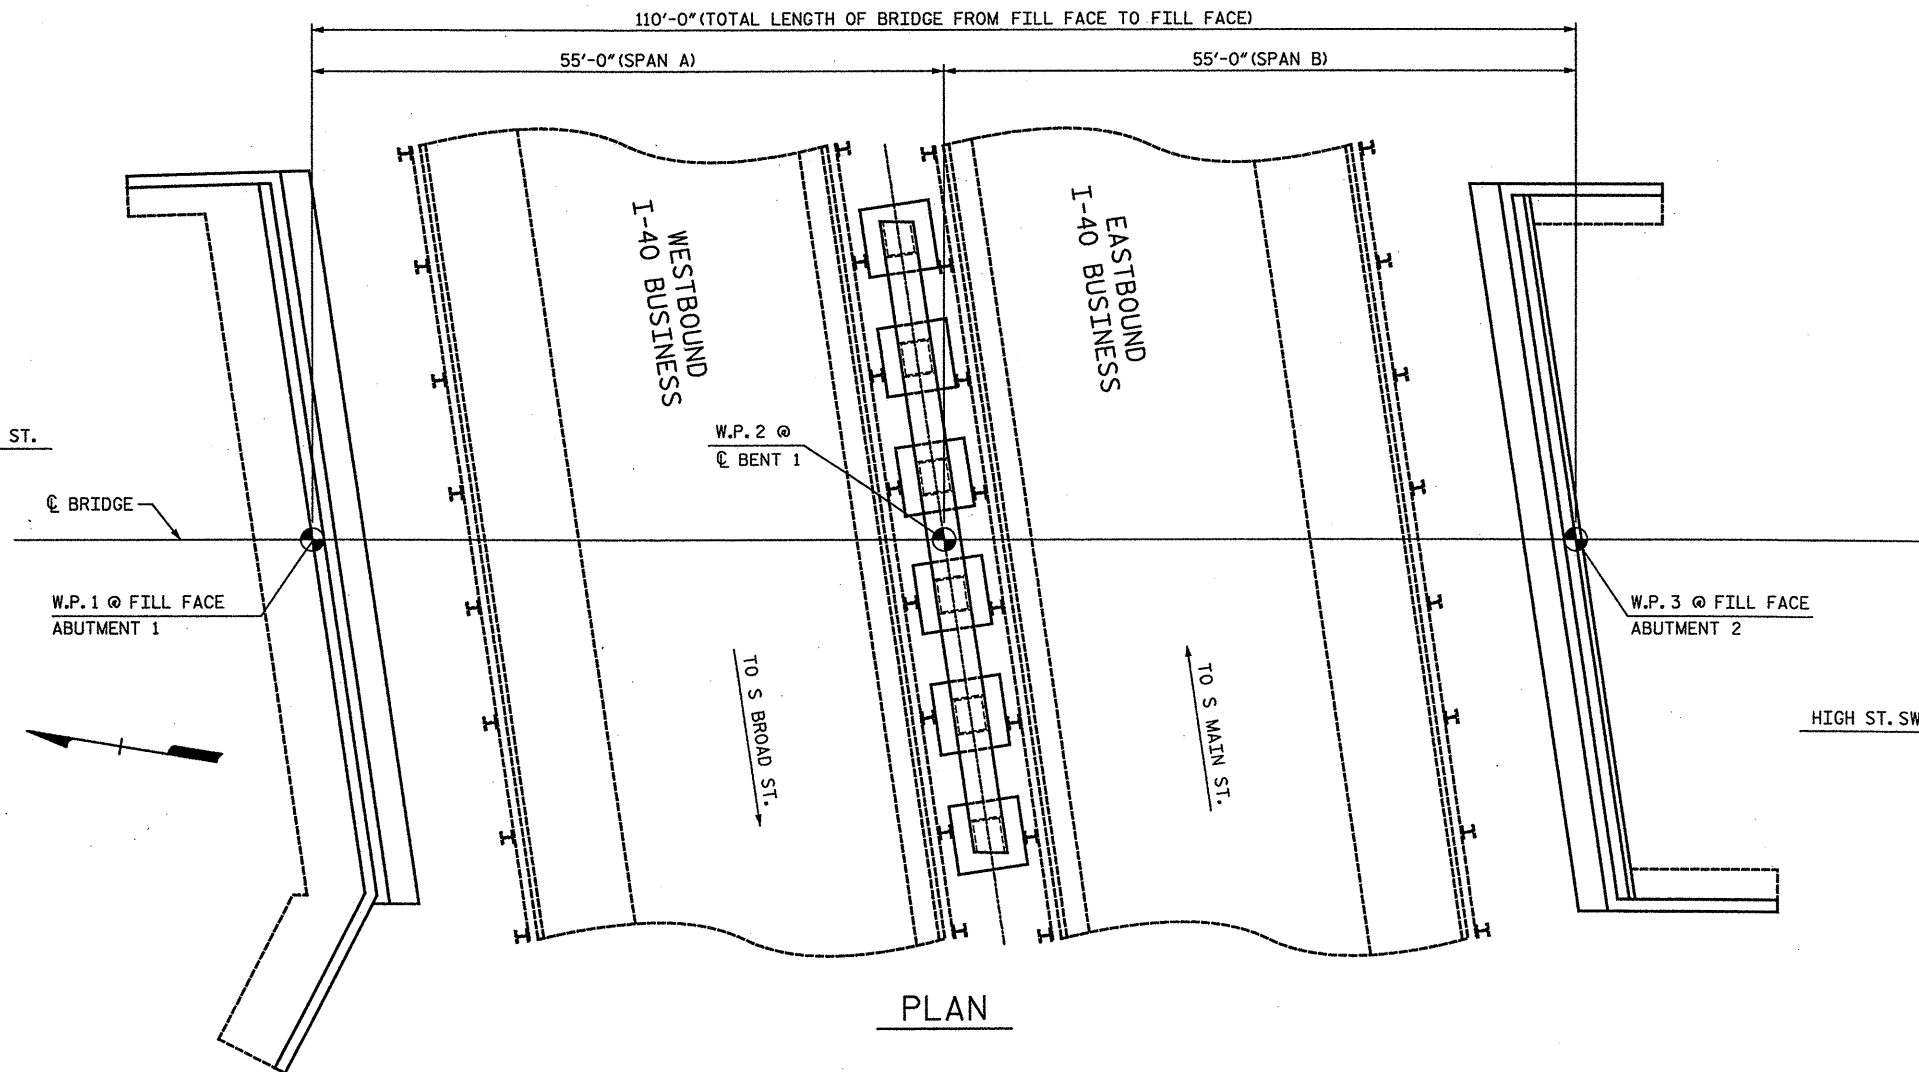 110'-0" (TOTAL LENGTH OF BRIDGE FROM FILL FACE TO FILL FACE)
55'-0" (SPAN A)
55'-0" (SPAN B)
WESTBOUND
I-40 BUSINESS
EASTBOUND
I-40 BUSINESS
ST.
W.P. 2 @
℄ BENT 1
℄ BRIDGE
W.P. 1 @ FILL FACE
ABUTMENT 1
W.P. 3 @ FILL FACE
ABUTMENT 2
TO S BROAD ST.
TO S MAIN ST.
HIGH ST. SW
PLAN